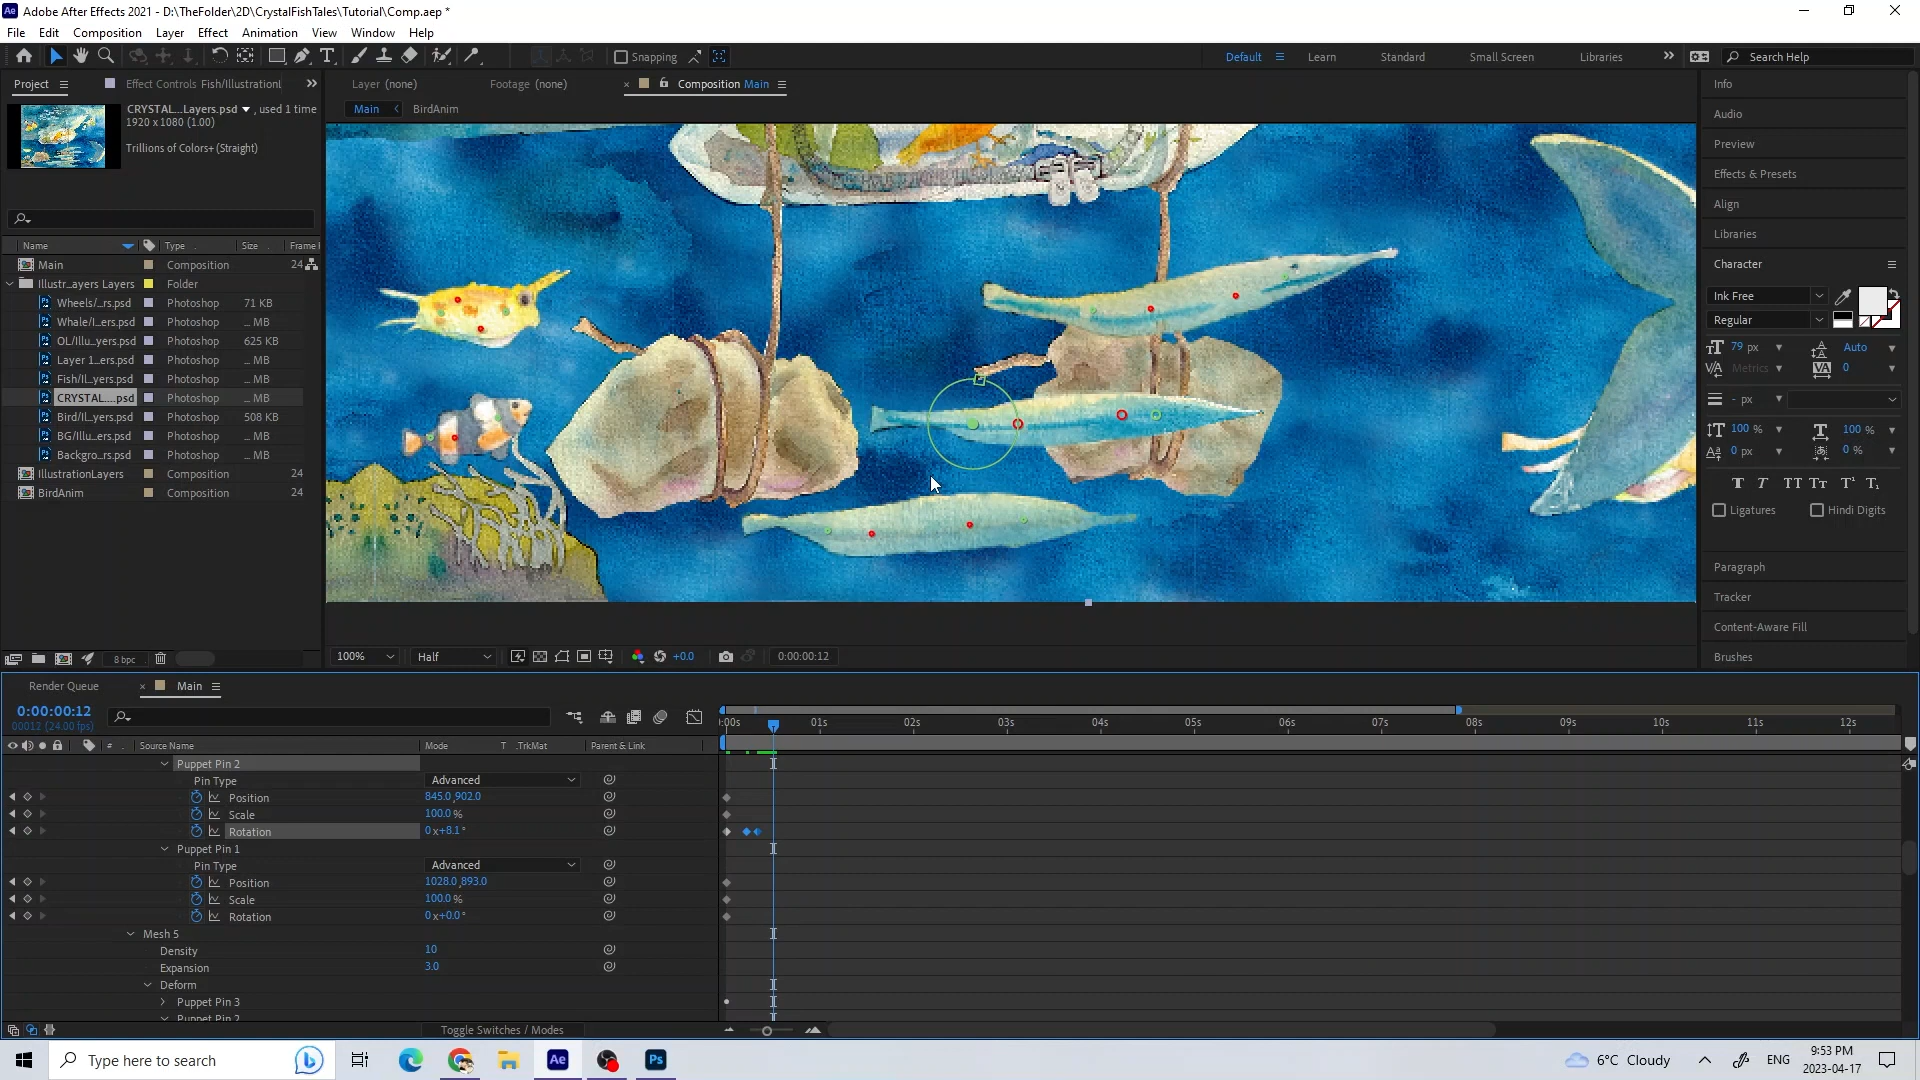 Adobe After Effects 2021 - D:\TheFolder\2D\CrystalFishTales\Tutorial\Comp.aep *
File Edit Composition Layer Effect Animation View Window Help
Snapping
Default Learn Standard Small Screen Libraries Search Help
Project Effect Controls Fish/Illustration
Layer (none) Footage (none) Composition Main
CRYSTAL...Layers.psd , used 1 time
1920 x 1080 (1.00)
Trillions of Colors+ (Straight)
Main BirdAnim
Name Type Size Frame
Main Composition 24
Illustr_ayers Layers Folder
Wheels/_rs.psd Photoshop 71 KB
Whale/I...ers.psd Photoshop ... MB
OL/Illu...yers.psd Photoshop 625 KB
Layer 1...ers.psd Photoshop ... MB
Fish/Il...yers.psd Photoshop ... MB
CRYSTAL....psd Photoshop ... MB
Bird/Il...yers.psd Photoshop 508 KB
BG/Illu...ers.psd Photoshop ... MB
Backgro...rs.psd Photoshop ... MB
IllustrationLayers Composition 24
BirdAnim Composition 24
8 bpc
100% Half +0.0 0:00:00:12
Info
Audio
Preview
Effects & Presets
Align
Libraries
Character
Ink Free
Regular
79 px Auto
Metrics 0
- px
100 % 100 %
0 px 0 %
T T TT Tt T¹ T₁
Ligatures Hindi Digits
Paragraph
Tracker
Content-Aware Fill
Brushes
Render Queue Main
0:00:00:12
00012 (24.00 fps)
:00s 01s 02s 03s 04s 05s 06s 07s 08s 09s 10s 11s 12s
# Source Name Mode T .TrkMat Parent & Link
Puppet Pin 2
Pin Type Advanced
Position 845.0,902.0
Scale 100.0 %
Rotation 0 x+8.1 °
Puppet Pin 1
Pin Type Advanced
Position 1028.0,893.0
Scale 100.0 %
Rotation 0 x+0.0 °
Mesh 5
Density 10
Expansion 3.0
Deform
Puppet Pin 3
Puppet Pin 2
Toggle Switches / Modes
Type here to search
Ae
Ps
6°C Cloudy
ENG
9:53 PM
2023-04-17